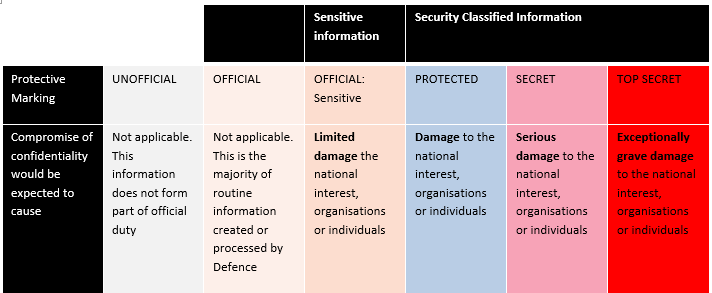 Sensitive
information
Security Classified Information
Protective
Marking
UNOFFICIAL
OFFICIAL
OFFICIAL:
Sensitive
PROTECTED
SECRET
TOP SECRET
Compromise of
confidentiality
would be
expected to
cause
Not applicable.
This
information
does not form
part of official
duty
Not applicable.
This is the
majority of
routine
information
created or
processed by
Defence
Limited
damage the
national
interest,
organisations
or individuals
Damage to the
national
interest,
organisations
or individuals
Serious
damage to the
national
interest,
organisations
or individuals
Exceptionally
grave damage
to the national
interest,
organisations
or individuals